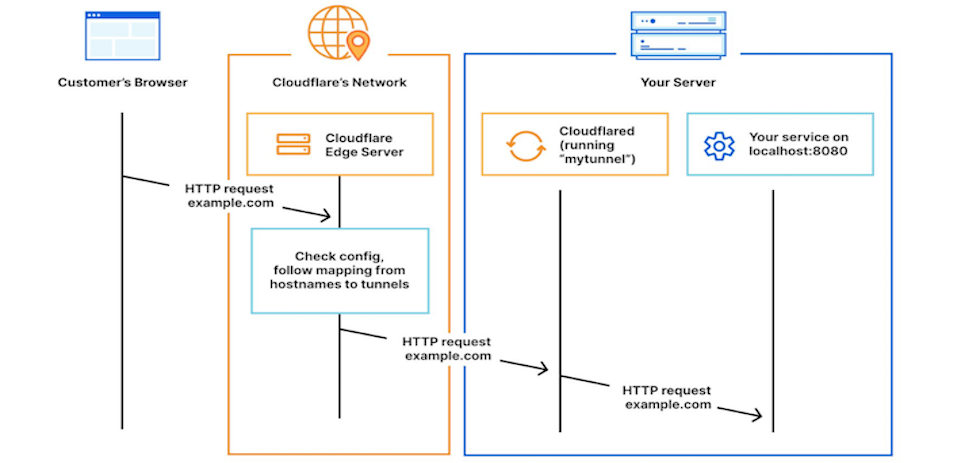 Customer's Browser
Cloudflare's Network
Your Server
Cloudflare
Edge Server
Cloudflared
(running
"mytunnel")
Your service on
localhost:8080
HTTP request
example.com
Check config,
follow mapping from
hostnames to tunnels
HTTP request
example.com
HTTP request
example.com